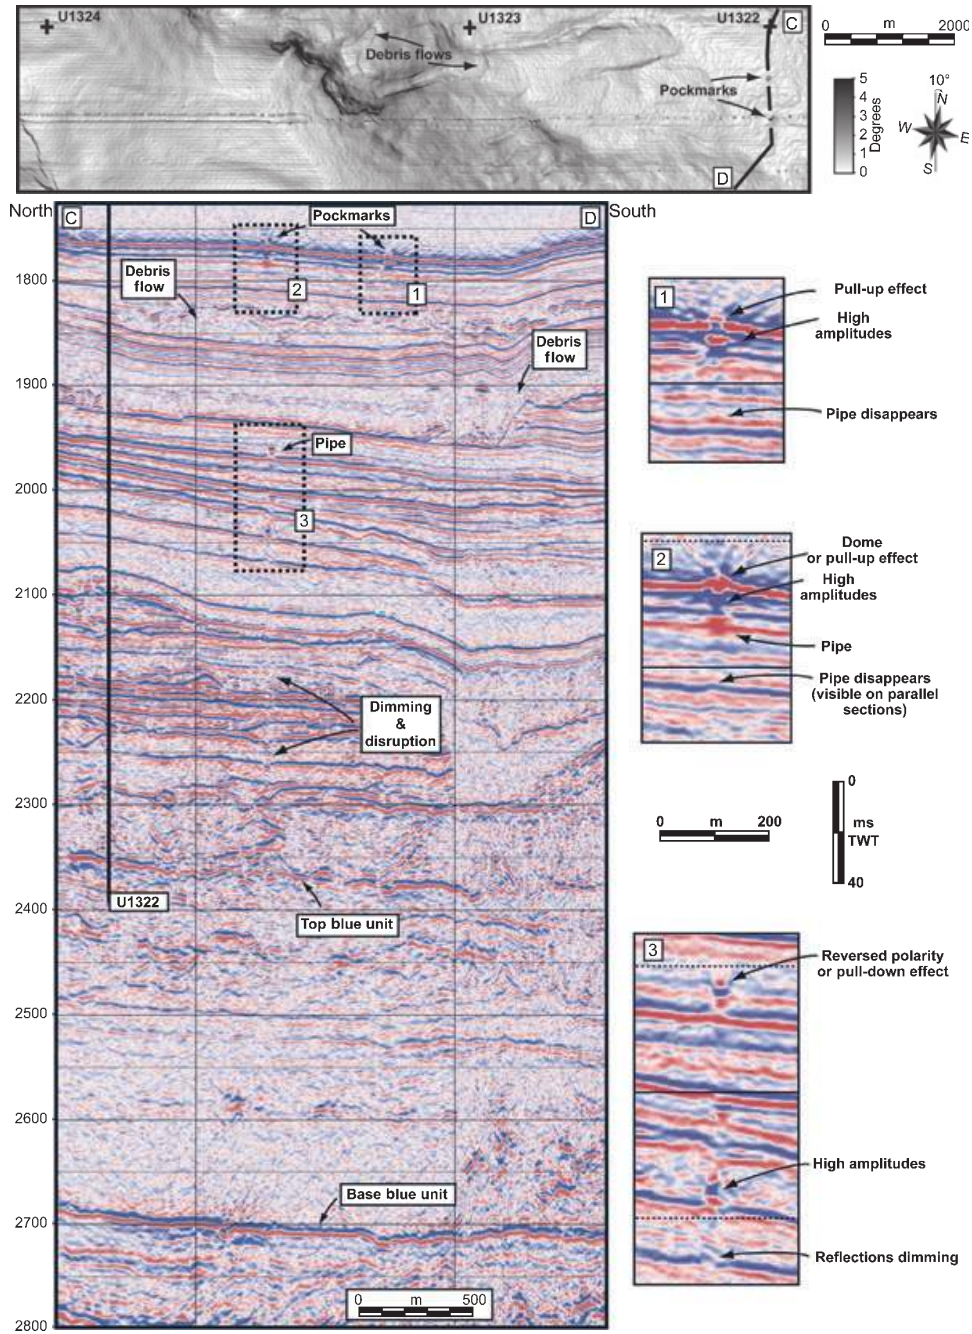 U1324
U1323
U1322
C
Debris flows
Pockmarks
D
m
0 2000
5
4
3
2
1
0
Degrees
10°
N
W
E
S
North
C
Pockmarks
D
South
1800
1900
2000
2100
2200
2300
2400
2500
2600
2700
2800
Debris
flow
2
1
Debris
flow
Pipe
3
Dimming
&
disruption
U1322
Top blue unit
Base blue unit
0 m 500
1
Pull-up effect
High
amplitudes
Pipe disappears
2
Dome
or pull-up effect
High
amplitudes
Pipe
Pipe disappears
(visible on parallel
sections)
0 m 200
0
ms
TWT
40
3
Reversed polarity
or pull-down effect
High amplitudes
Reflections dimming